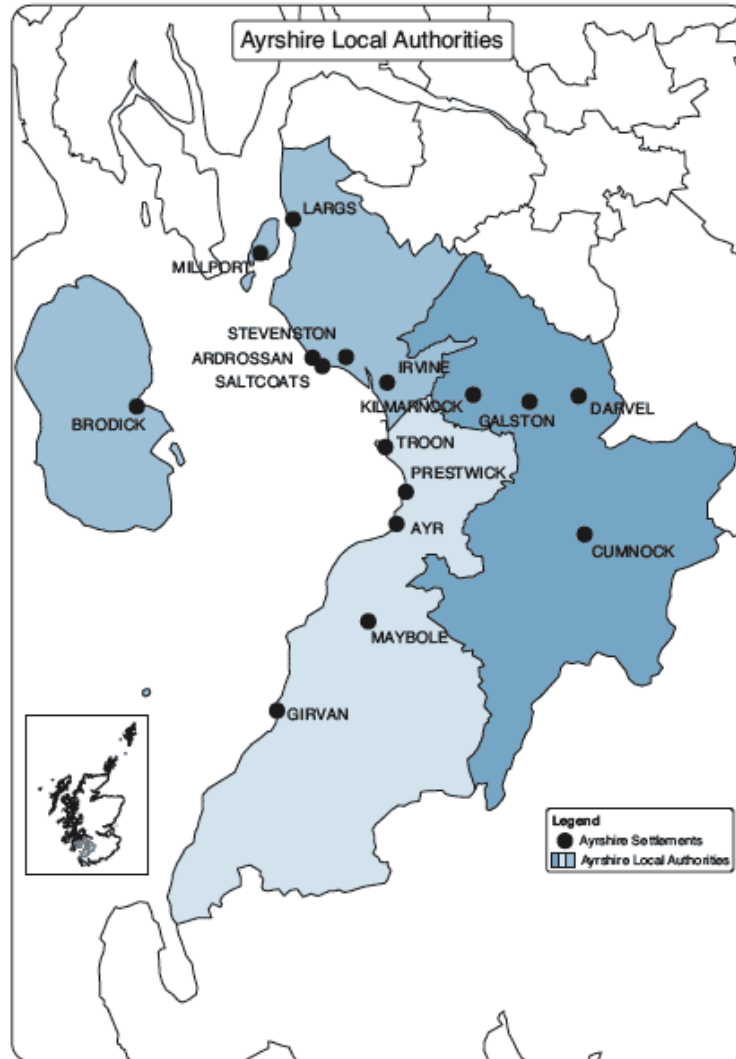 Ayrshire Local Authorities
LARGS
MILLPORT
STEVENSTON
ARDROSSAN
SALTCOATS
IRVINE
KILMARNOCK
GALSTON
DARVEL
BRODICK
TROON
PRESTWICK
AYR
CUMNOCK
MAYBOLE
GIRVAN
Legend
Ayrshire Settlements
Ayrshire Local Authorities